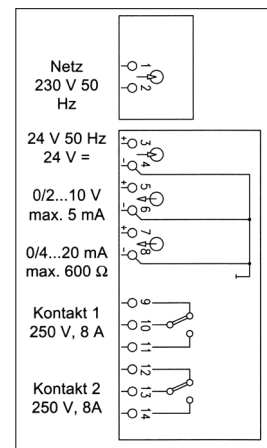 Netz
230 V 50
Hz
1
2
24 V 50 Hz
24 V =
+ 3
- 4
0/2...10 V
max. 5 mA
+ 5
- 6
0/4...20 mA
max. 600 Ω
+ 7
- 8
Kontakt 1
250 V, 8 A
9
10
11
Kontakt 2
250 V, 8A
12
13
14